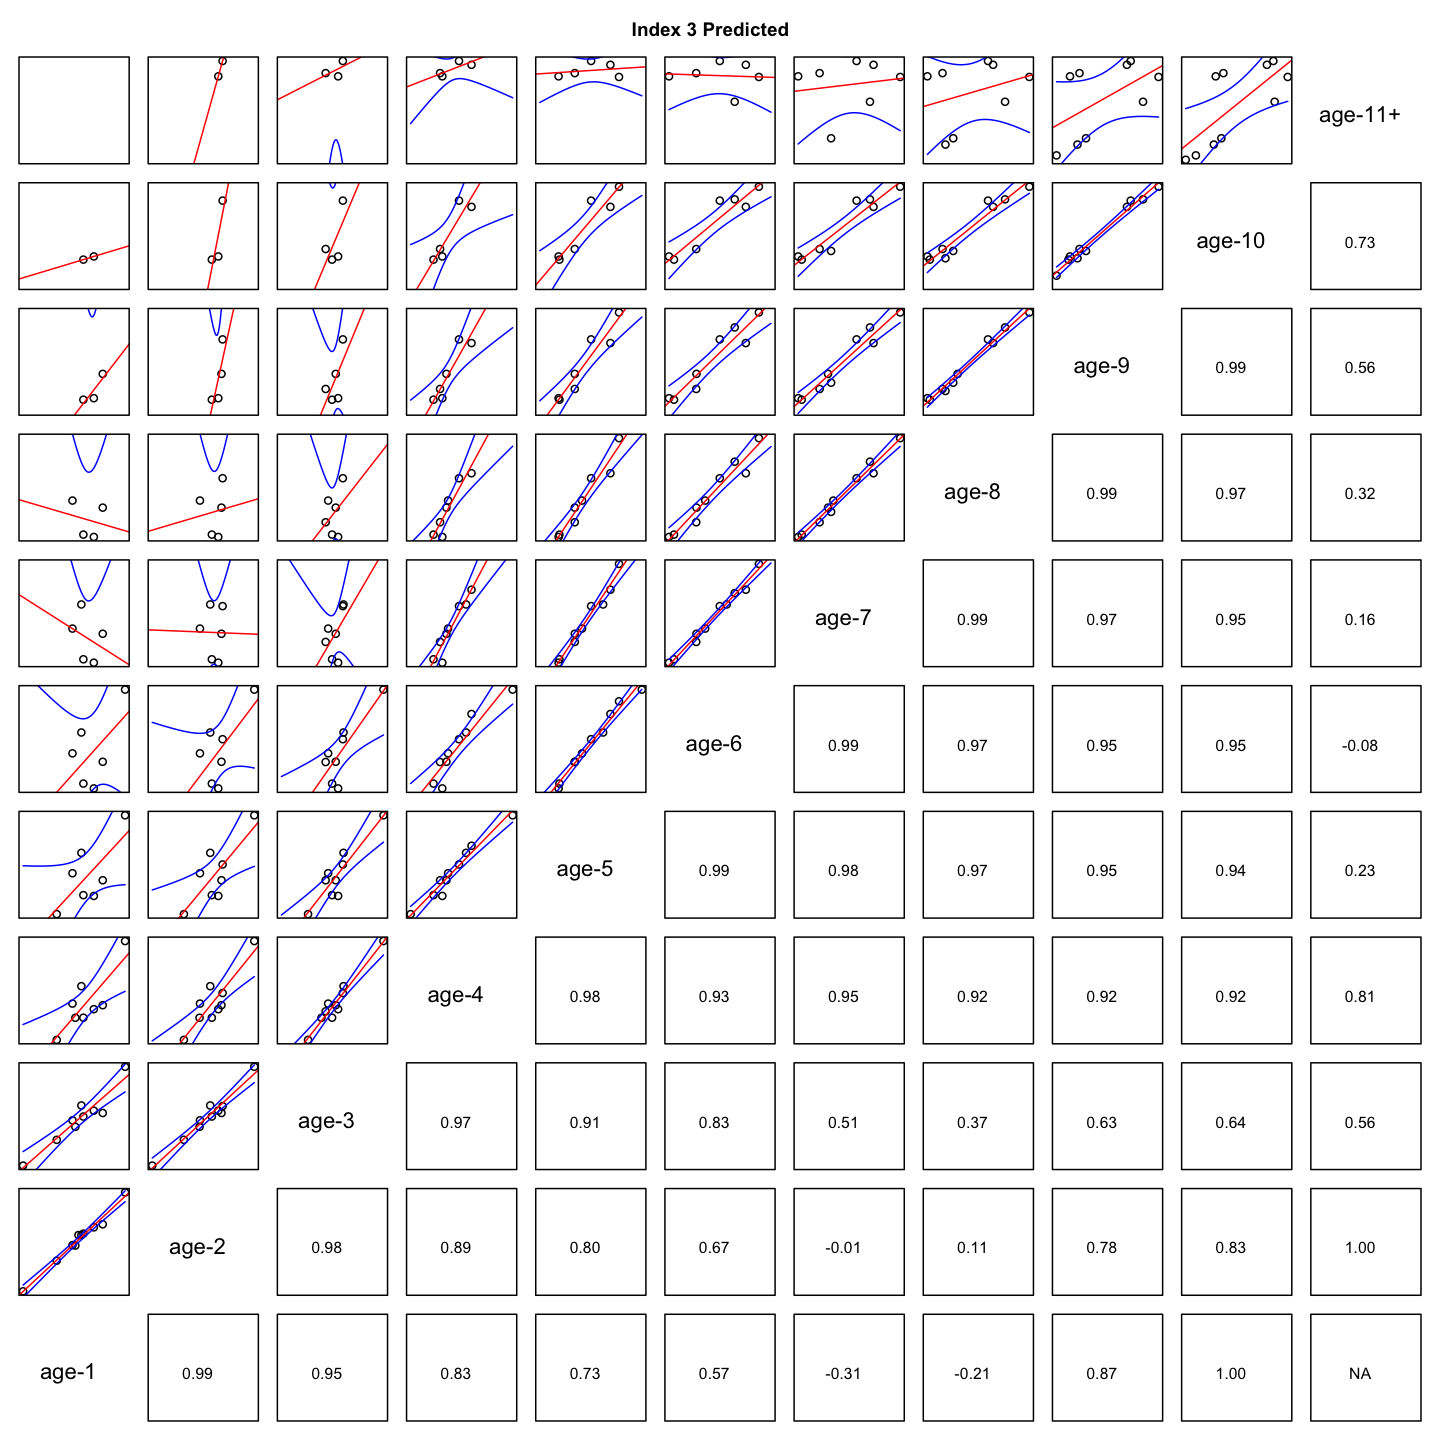 Index 3 Predicted
age-11+
age-10 0.73
age-9 0.99 0.56
age-8 0.99 0.97 0.32
age-7 0.99 0.97 0.95 0.16
age-6 0.99 0.97 0.95 0.95 -0.08
age-5 0.99 0.98 0.97 0.95 0.94 0.23
age-4 0.98 0.93 0.95 0.92 0.92 0.92 0.81
age-3 0.97 0.91 0.83 0.51 0.37 0.63 0.64 0.56
age-2 0.98 0.89 0.80 0.67 -0.01 0.11 0.78 0.83 1.00
age-1 0.99 0.95 0.83 0.73 0.57 -0.31 -0.21 0.87 1.00 NA